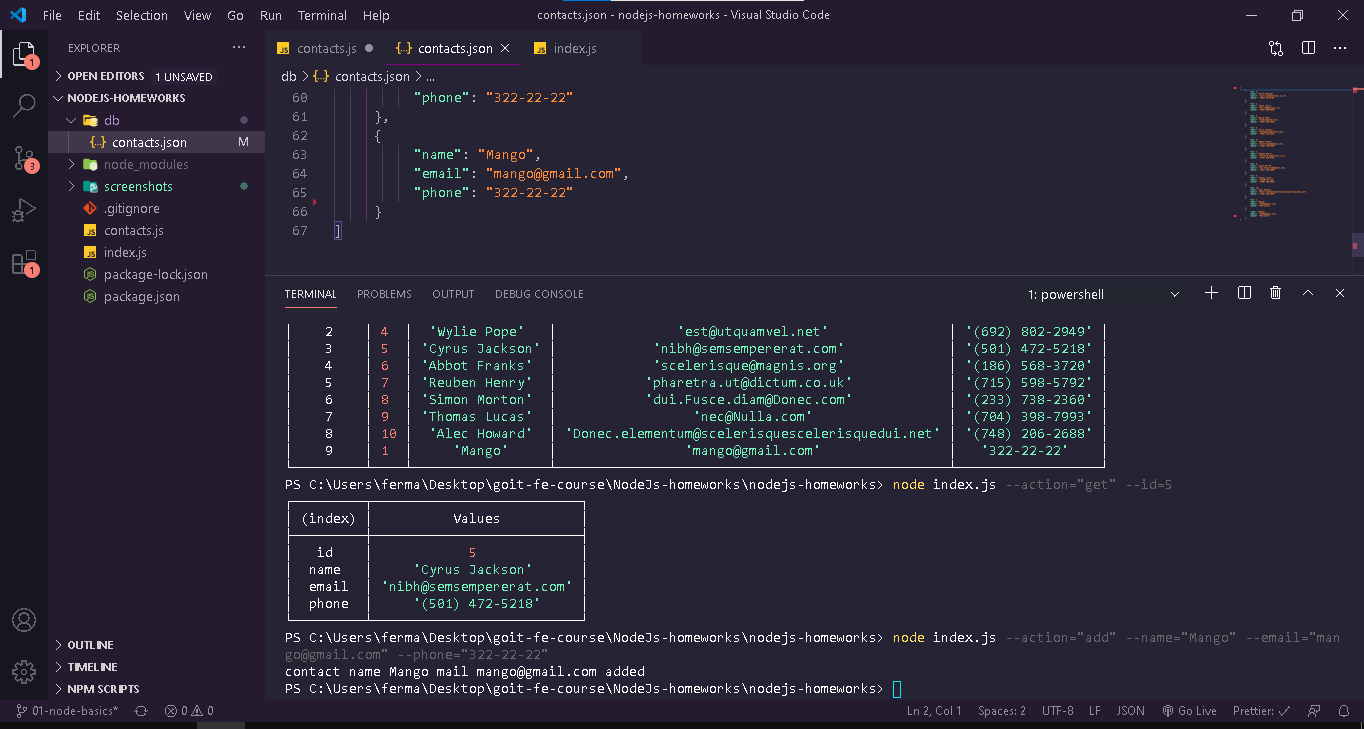 File Edit Selection View Go Run Terminal Help contacts.json - nodejs-homeworks - Visual Studio Code
EXPLORER ...
OPEN EDITORS 1 UNSAVED
NODEJS-HOMEWORKS
db
{..} contacts.json M
node_modules
screenshots
.gitignore
JS contacts.js
JS index.js
package-lock.json
package.json
OUTLINE
TIMELINE
NPM SCRIPTS
1
3
1
JS contacts.js {..} contacts.json JS index.js
db > {..} contacts.json > ...
60 "phone": "322-22-22"
61 },
62 {
63 "name": "Mango",
64 "email": "mango@gmail.com",
65 "phone": "322-22-22"
66 }
67 ]
TERMINAL PROBLEMS OUTPUT DEBUG CONSOLE 1: powershell
2 4 'Wylie Pope' 'est@utquamvel.net' '(692) 802-2949'
3 5 'Cyrus Jackson' 'nibh@semsempererat.com' '(501) 472-5218'
4 6 'Abbot Franks' 'scelerisque@magnis.org' '(186) 568-3720'
5 7 'Reuben Henry' 'pharetra.ut@dictum.co.uk' '(715) 598-5792'
6 8 'Simon Morton' 'dui.Fusce.diam@Donec.com' '(233) 738-2360'
7 9 'Thomas Lucas' 'nec@Nulla.com' '(704) 398-7993'
8 10 'Alec Howard' 'Donec.elementum@scelerisquescelerisquedui.net' '(748) 206-2688'
9 1 'Mango' 'mango@gmail.com' '322-22-22'
PS C:\Users\ferma\Desktop\goit-fe-course\NodeJs-homeworks\nodejs-homeworks> node index.js --action="get" --id=5
(index) Values
id 5
name 'Cyrus Jackson'
email 'nibh@semsempererat.com'
phone '(501) 472-5218'
PS C:\Users\ferma\Desktop\goit-fe-course\NodeJs-homeworks\nodejs-homeworks> node index.js --action="add" --name="Mango" --email="man
go@gmail.com" --phone="322-22-22"
contact name Mango mail mango@gmail.com added
PS C:\Users\ferma\Desktop\goit-fe-course\NodeJs-homeworks\nodejs-homeworks>
01-node-basics* 0 0 Ln 2, Col 1 Spaces: 2 UTF-8 LF JSON Go Live Prettier: ✓